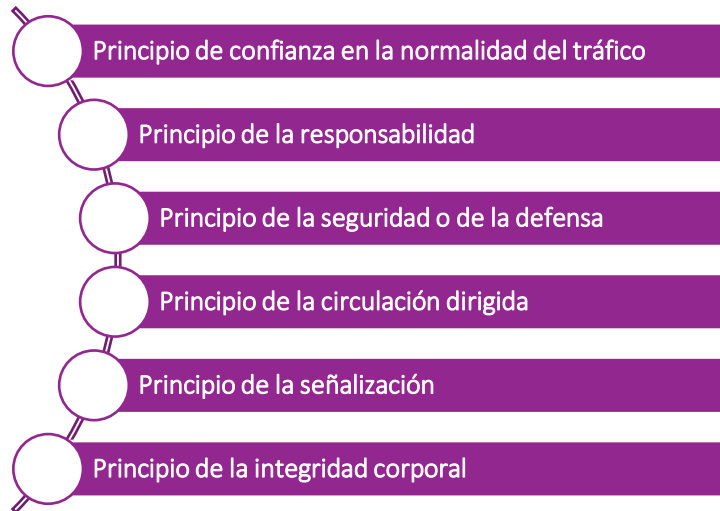 Principio de confianza en la normalidad del tráfico
Principio de la responsabilidad
Principio de la seguridad o de la defensa
Principio de la circulación dirigida
Principio de la señalización
Principio de la integridad corporal